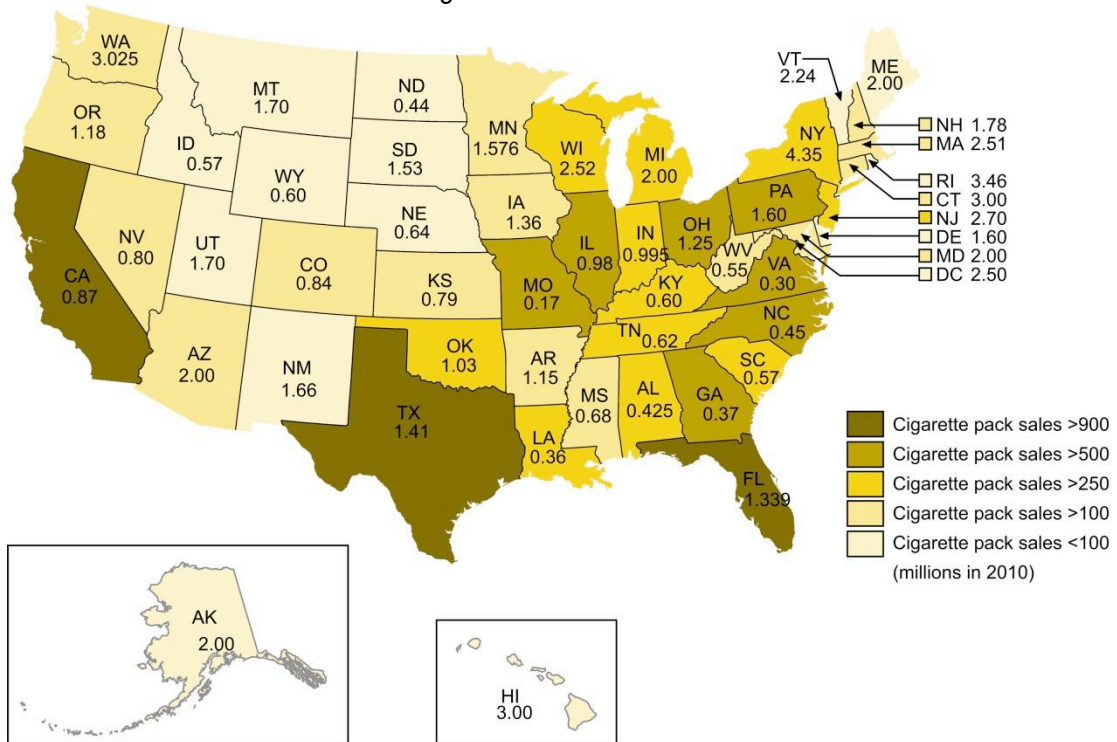 WA
3.025
MT
1.70
ND
0.44
MN
1.576
VT
2.24
ME
2.00
OR
1.18
ID
0.57
WY
0.60
SD
1.53
WI
2.52
MI
2.00
NY
4.35
NH 1.78
MA 2.51
RI 3.46
CT 3.00
NJ 2.70
DE 1.60
MD 2.00
DC 2.50
NV
0.80
UT
1.70
CO
0.84
NE
0.64
IA
1.36
KS
0.79
MO
0.17
IL
0.98
IN
0.995
OH
1.25
PA
1.60
WV
0.55
VA
0.30
KY
0.60
CA
0.87
AZ
2.00
NM
1.66
OK
1.03
AR
1.15
TN
0.62
NC
0.45
SC
0.57
TX
1.41
LA
0.36
MS
0.68
AL
0.425
GA
0.37
FL
1.339
Cigarette pack sales >900
Cigarette pack sales >500
Cigarette pack sales >250
Cigarette pack sales >100
Cigarette pack sales <100
(millions in 2010)
AK
2.00
HI
3.00